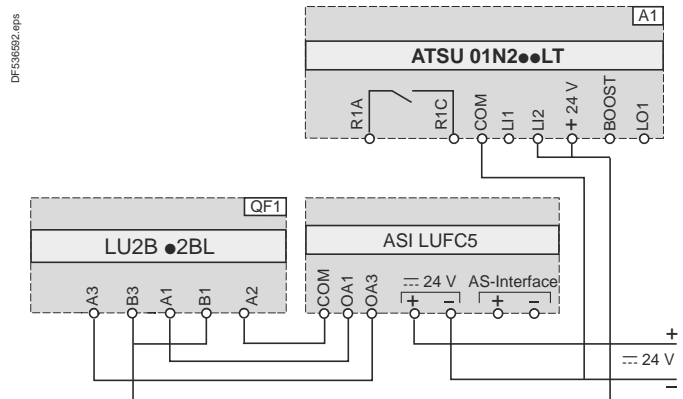 DF536592.eps
A1
ATSU 01N2●●LT
R1A
R1C
COM
LI1
LI2
+ 24 V
BOOST
LO1
QF1
LU2B ●2BL
A3
B3
A1
B1
A2
ASI LUFC5
COM
OA1
OA3
24 V
+
–
AS-Interface
+
–
+
24 V
–